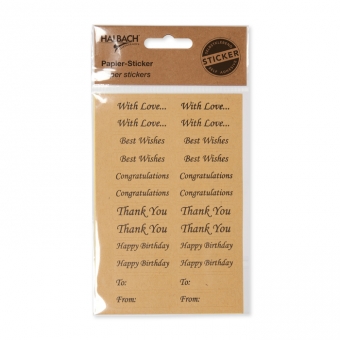 HALBACH
Papier-Sticker
paper stickers
STICKER
With Love... With Love...
With Love... With Love...
Best Wishes Best Wishes
Best Wishes Best Wishes
Congratulations Congratulations
Congratulations Congratulations
Thank You Thank You
Thank You Thank You
Happy Birthday Happy Birthday
Happy Birthday Happy Birthday
To: To:
From: From: